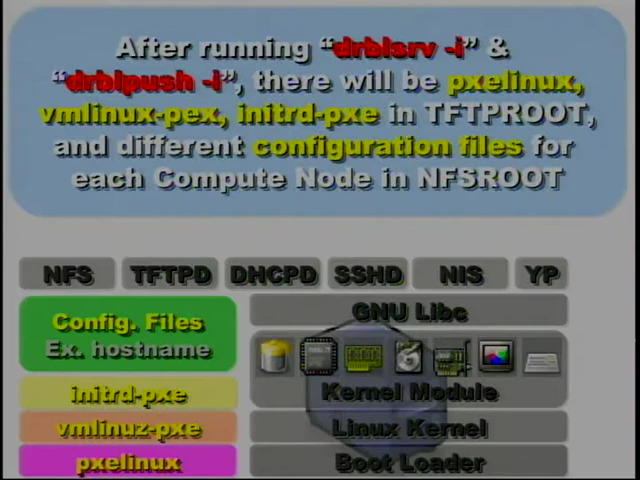 After running “drblsrv -i” &
“drblpush -i”, there will be pxelinux,
vmlinux-pex, initrd-pxe in TFTPROOT,
and different configuration files for
each Compute Node in NFSROOT
NFS TFTPD DHCPD SSHD NIS YP
Config. Files
Ex. hostname
GNU Libc
initrd-pxe
Kernel Module
vmlinuz-pxe
Linux Kernel
pxelinux
Boot Loader